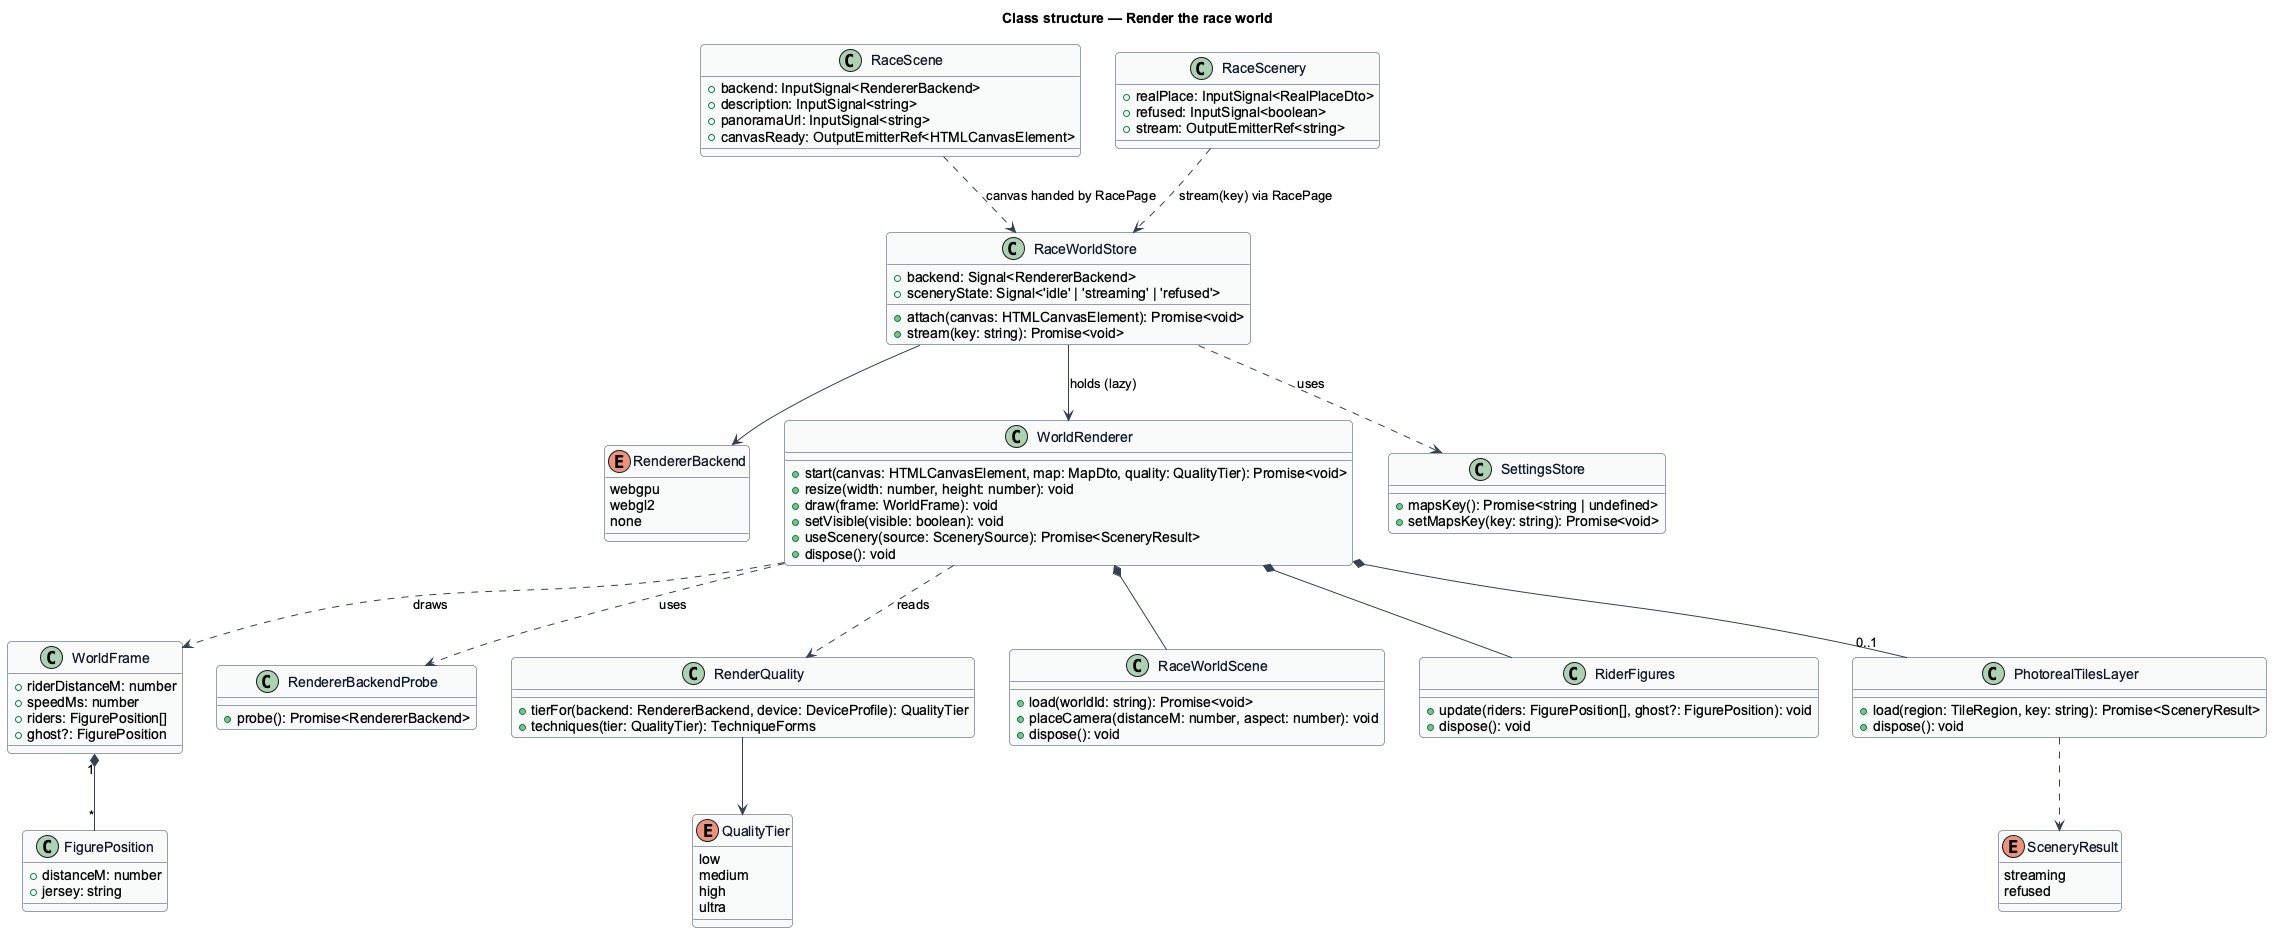 Class structure — Render the race world
C RaceScene
backend: InputSignal<RendererBackend>
description: InputSignal<string>
panoramaUrl: InputSignal<string>
canvasReady: OutputEmitterRef<HTMLCanvasElement>
C RaceScenery
realPlace: InputSignal<RealPlaceDto>
refused: InputSignal<boolean>
stream: OutputEmitterRef<string>
canvas handed by RacePage
stream(key) via RacePage
C RaceWorldStore
backend: Signal<RendererBackend>
sceneryState: Signal<'idle' | 'streaming' | 'refused'>
attach(canvas: HTMLCanvasElement): Promise<void>
stream(key: string): Promise<void>
holds (lazy)
uses
E RendererBackend
webgpu
webgl2
none
C WorldRenderer
start(canvas: HTMLCanvasElement, map: MapDto, quality: QualityTier): Promise<void>
resize(width: number, height: number): void
draw(frame: WorldFrame): void
setVisible(visible: boolean): void
useScenery(source: ScenerySource): Promise<SceneryResult>
dispose(): void
C SettingsStore
mapsKey(): Promise<string | undefined>
setMapsKey(key: string): Promise<void>
draws
uses
reads
0..1
C WorldFrame
riderDistanceM: number
speedMs: number
riders: FigurePosition[]
ghost?: FigurePosition
C RendererBackendProbe
probe(): Promise<RendererBackend>
C RenderQuality
tierFor(backend: RendererBackend, device: DeviceProfile): QualityTier
techniques(tier: QualityTier): TechniqueForms
C RaceWorldScene
load(worldId: string): Promise<void>
placeCamera(distanceM: number, aspect: number): void
dispose(): void
C RiderFigures
update(riders: FigurePosition[], ghost?: FigurePosition): void
dispose(): void
C PhotorealTilesLayer
load(region: TileRegion, key: string): Promise<SceneryResult>
dispose(): void
1
*
C FigurePosition
distanceM: number
jersey: string
E QualityTier
low
medium
high
ultra
E SceneryResult
streaming
refused